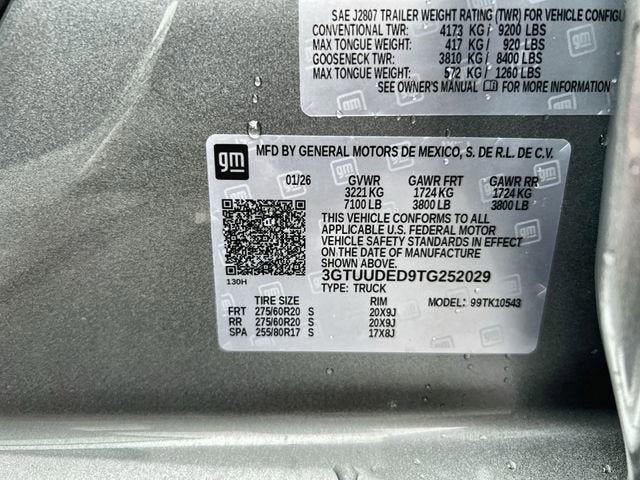 SAE J2807 TRAILER WEIGHT RATING (TWR) FOR VEHICLE CONFIGU
CONVENTIONAL TWR: 4173 KG / 9200 LBS
MAX TONGUE WEIGHT: 417 KG / 920 LBS
GOOSENECK TWR: 3810 KG / 8400 LBS
MAX TONGUE WEIGHT: 572 KG / 1260 LBS
SEE OWNER'S MANUAL FOR MORE INFORMATION
gm
MFD BY GENERAL MOTORS DE MEXICO, S. DE R.L. DE C.V.
01/26 GVWR GAWR FRT GAWR RR
3221 KG 1724 KG 1724 KG
7100 LB 3800 LB 3800 LB
THIS VEHICLE CONFORMS TO ALL
APPLICABLE U.S. FEDERAL MOTOR
VEHICLE SAFETY STANDARDS IN EFFECT
ON THE DATE OF MANUFACTURE
SHOWN ABOVE.
3GTUUDED9TG252029
130H
TYPE: TRUCK
TIRE SIZE RIM MODEL: 99TK10543
FRT 275/60R20 S 20X9J
RR 275/60R20 S 20X9J
SPA 255/80R17 S 17X8J